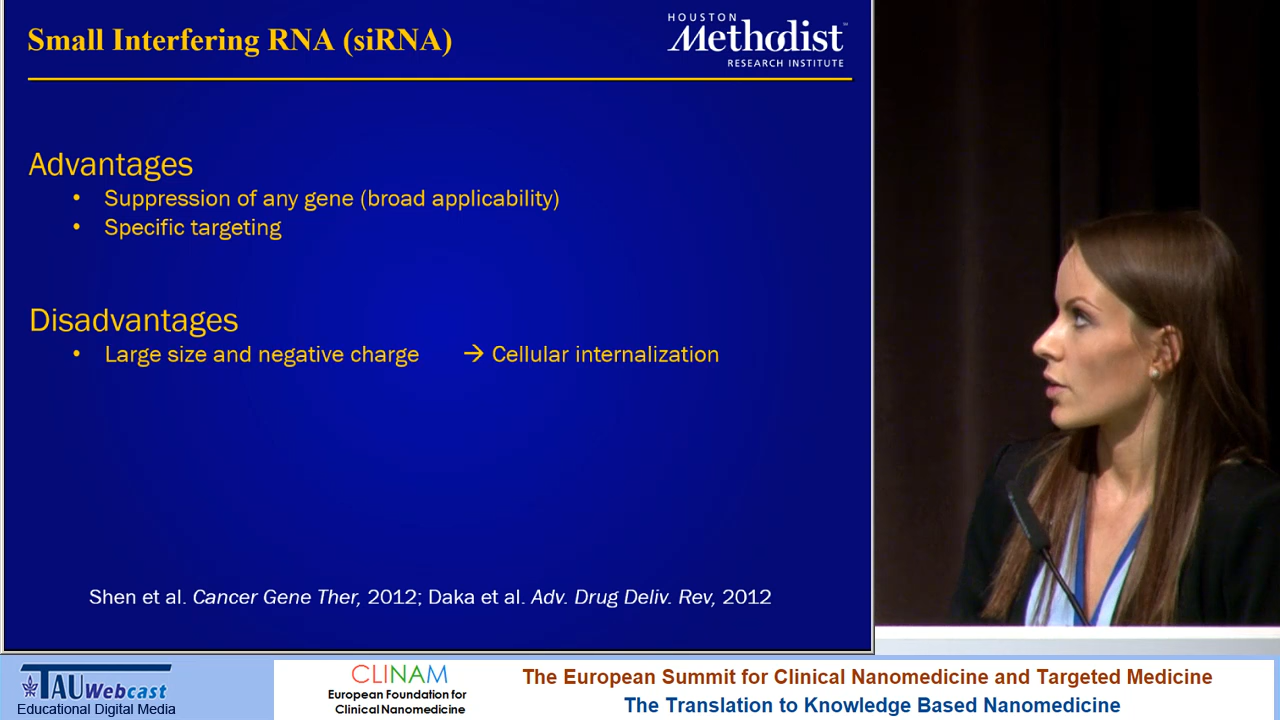 Small Interfering RNA (siRNA)
HOUSTON
Methodist
RESEARCH INSTITUTE
Advantages
• Suppression of any gene (broad applicability)
• Specific targeting
Disadvantages
• Large size and negative charge → Cellular internalization
Shen et al. Cancer Gene Ther, 2012; Daka et al. Adv. Drug Deliv. Rev, 2012
TAU Webcast
Educational Digital Media
CLINAM
European Foundation for
Clinical Nanomedicine
The European Summit for Clinical Nanomedicine and Targeted Medicine
The Translation to Knowledge Based Nanomedicine